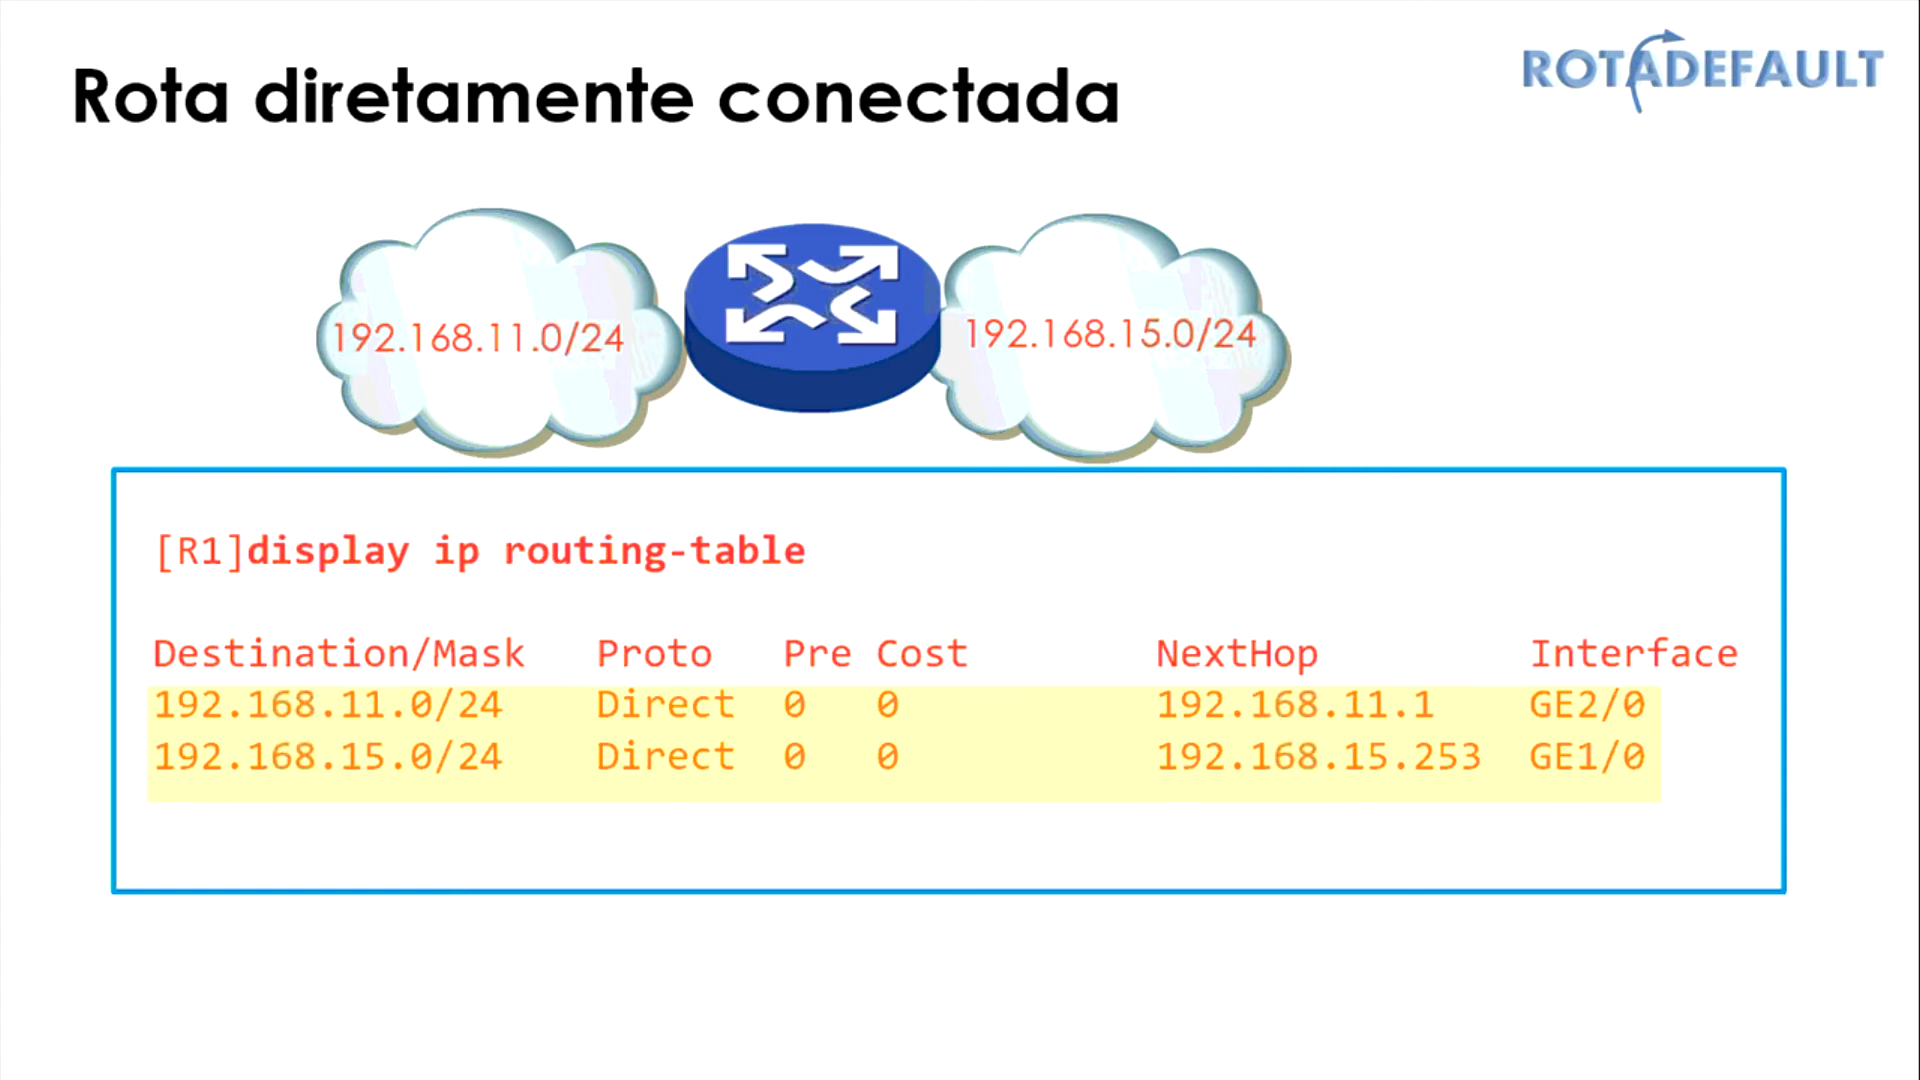 Rota diretamente conectada
ROTADEFAULT
192.168.11.0/24
192.168.15.0/24
[R1]display ip routing-table
Destination/Mask Proto Pre Cost NextHop Interface
192.168.11.0/24 Direct 0 0 192.168.11.1 GE2/0
192.168.15.0/24 Direct 0 0 192.168.15.253 GE1/0